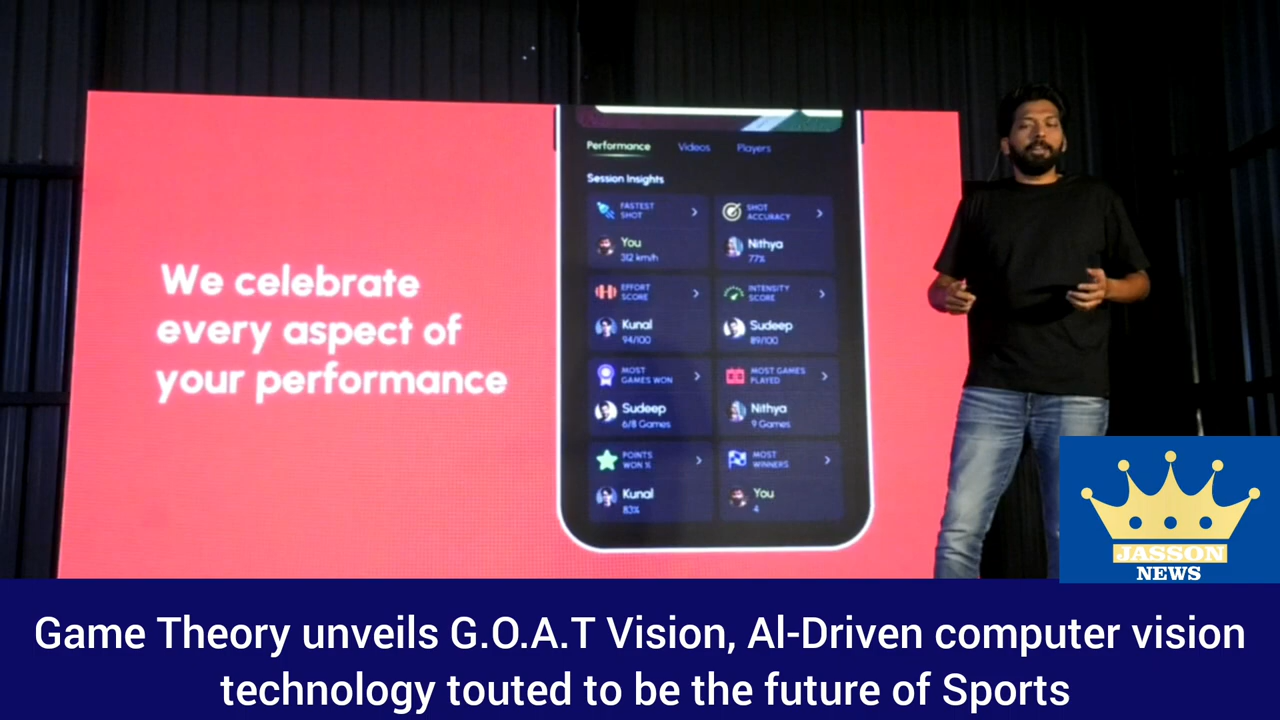 We celebrate
every aspect of
your performance
Performance Videos Players
Session Insights
FASTEST
SHOT
You
312 km/h
SHOT
ACCURACY
Nithya
77%
EFFORT
SCORE
Kunal
94/100
INTENSITY
SCORE
Sudeep
89/100
MOST
GAMES WON
Sudeep
6/8 Games
MOST GAMES
PLAYED
Nithya
9 Games
POINTS
WON %
Kunal
83%
MOST
WINNERS
You
4
JASSON
NEWS
Game Theory unveils G.O.A.T Vision, Al-Driven computer vision
technology touted to be the future of Sports